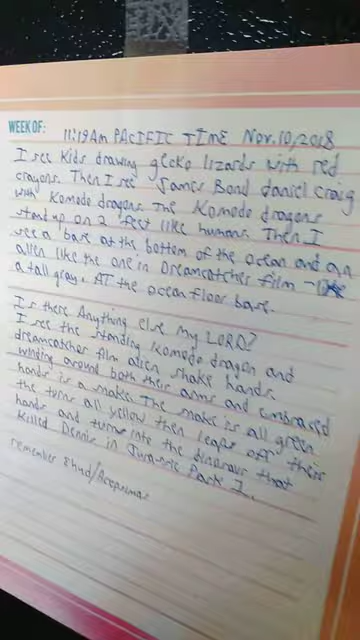 WEEK OF:
11:19 Am PACIFIC TIME Nov. 10, 2018
I see kids drawing gecko lizards with red
crayons. Then I see James Bond daniel Craig
with Komodo dragons. The Komodo dragons
stand up on 2 feet like humans. Then I
see a base at the bottom of the ocean and an
alien like the one in Dreamcatcher film -
a tall gray. AT the ocean floor base.
Is there Anything else my LORD?
I see the standing Komodo dragon and
dreamcatcher film alien shake hands.
winding around both their arms and embraced
hands is a snake. The snake is all green
the turns all yellow then leaps off their
hands and turns into the dinosaur that
killed Dennis in Jurassic Park 1.
remember